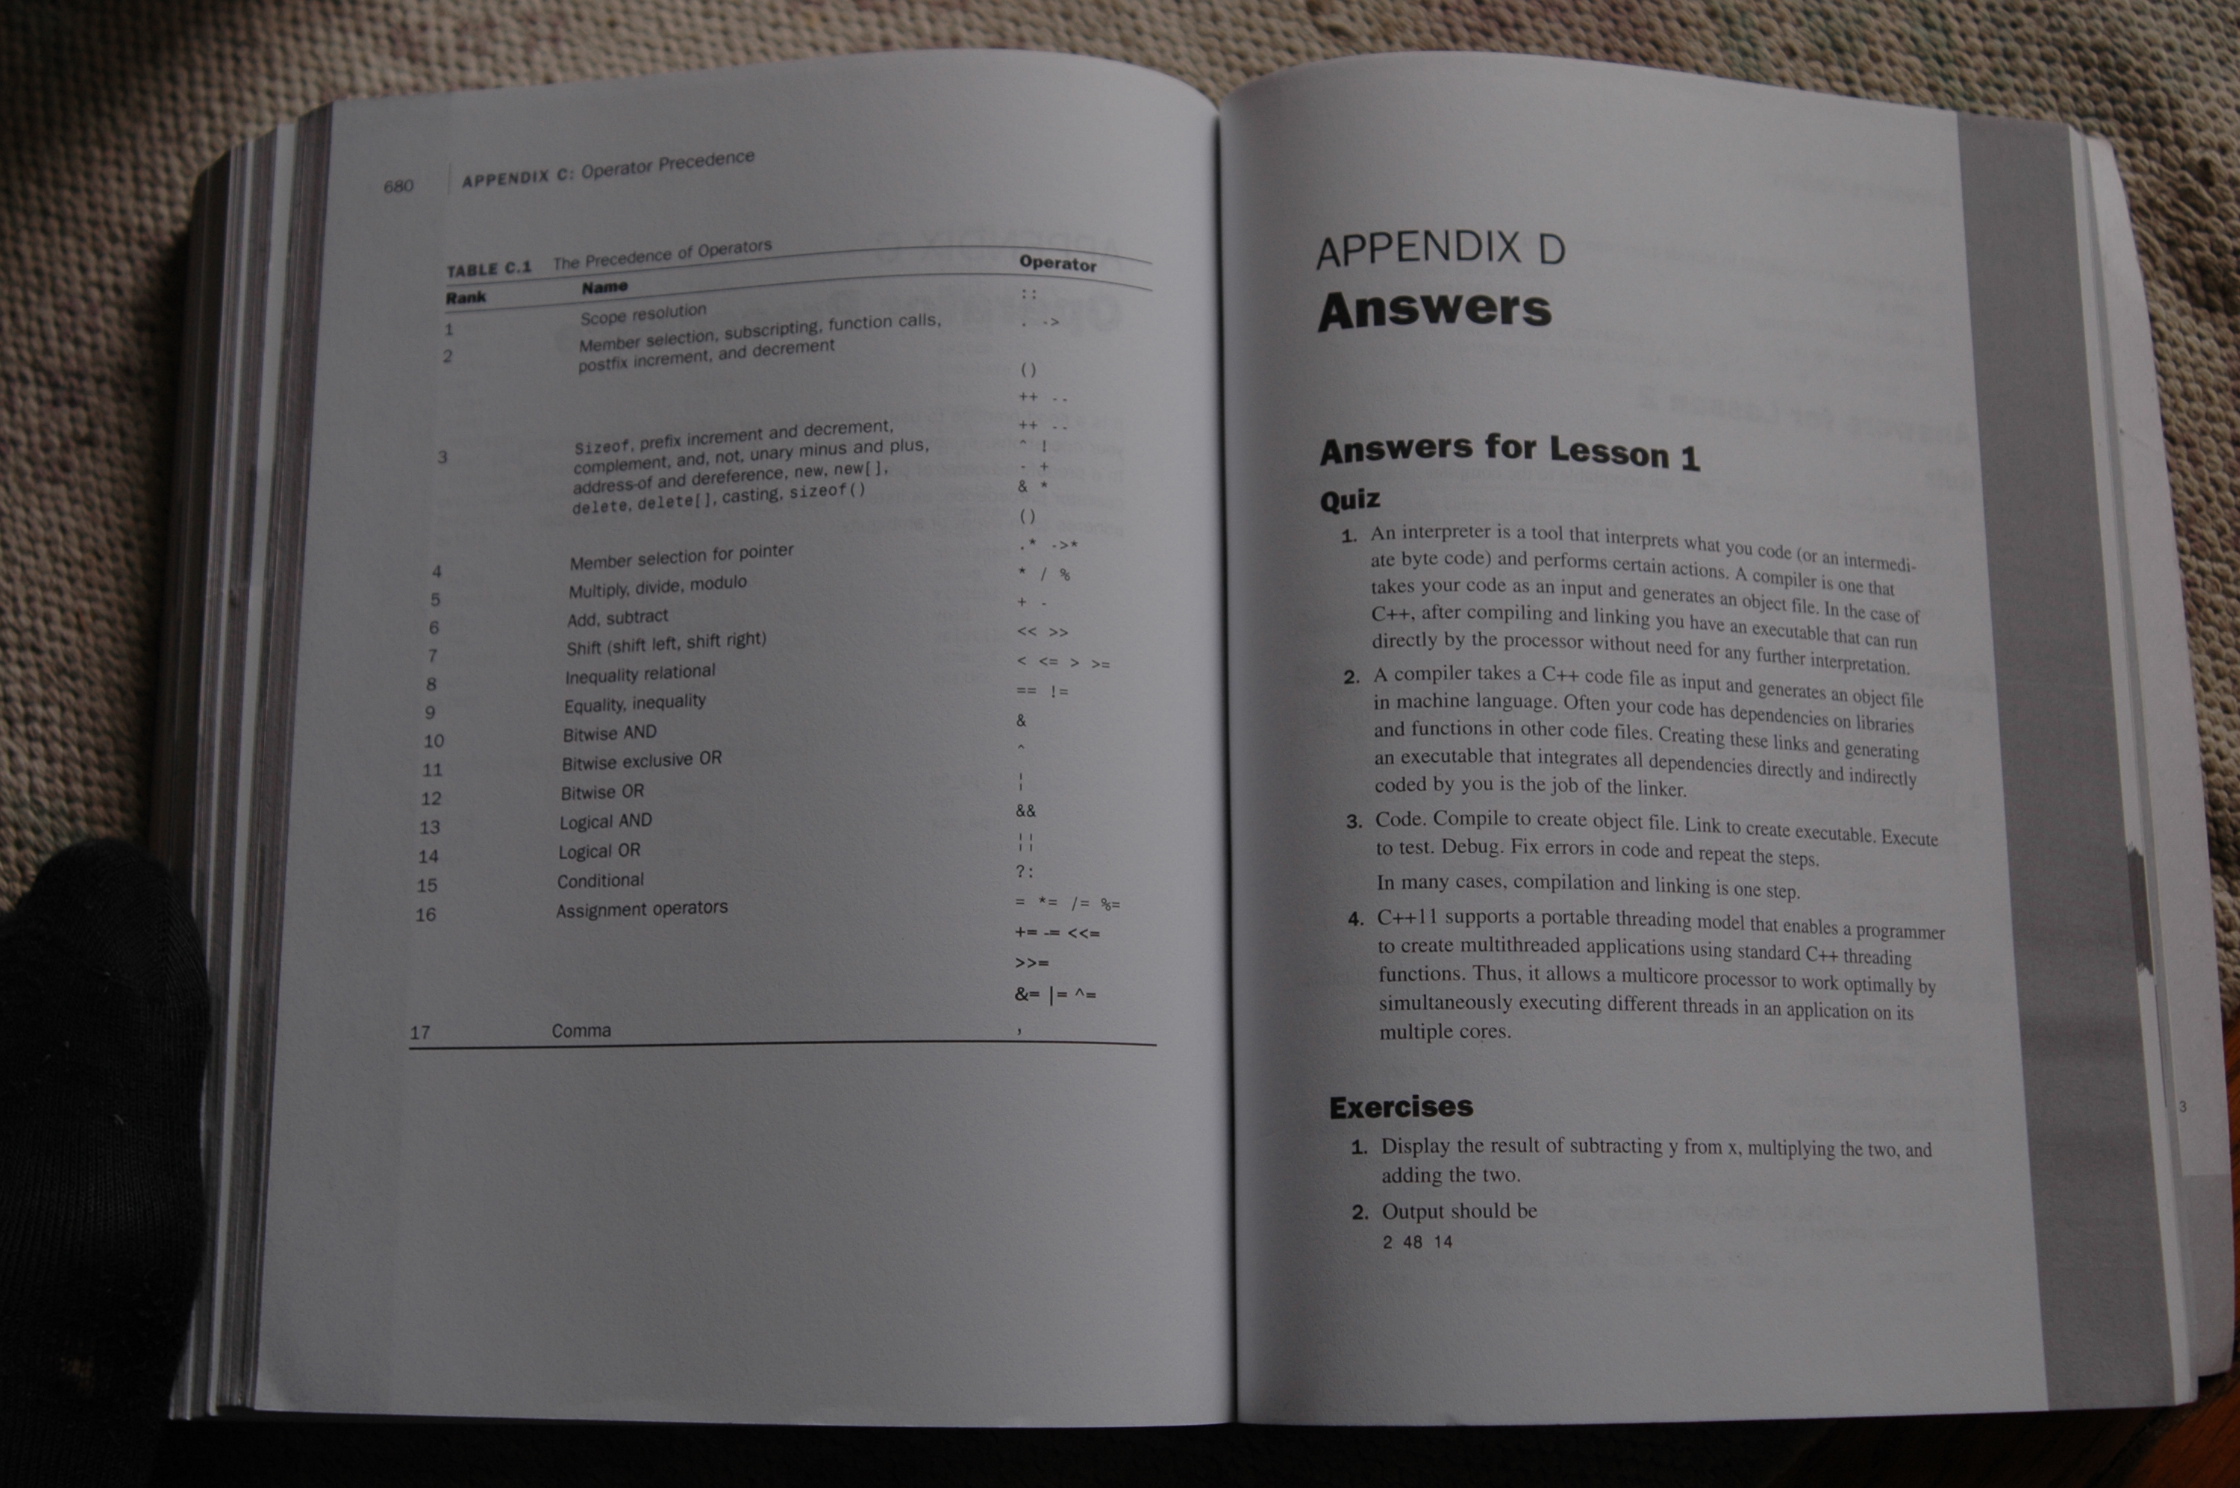 680 APPENDIX C: Operator Precedence
TABLE C.1 The Precedence of Operators
Rank Name Operator
1 Scope resolution ::
2 Member selection, subscripting, function calls, . ->
postfix increment, and decrement
()
++ --
3 Sizeof, prefix increment and decrement, ++ --
complement, and, not, unary minus and plus, ^ !
address-of and dereference, new, new[], - +
delete, delete[], casting, sizeof() & *
()
4 Member selection for pointer .* ->*
5 Multiply, divide, modulo * / %
6 Add, subtract + -
7 Shift (shift left, shift right) << >>
8 Inequality relational < <= > >=
9 Equality, inequality == !=
10 Bitwise AND &
11 Bitwise exclusive OR ^
12 Bitwise OR |
13 Logical AND &&
14 Logical OR ||
15 Conditional ?:
16 Assignment operators = *= /= %=
+= -= <<=
>>=
&= |= ^=
17 Comma ,
APPENDIX D
Answers
Answers for Lesson 1
Quiz
1. An interpreter is a tool that interprets what you code (or an intermedi-
ate byte code) and performs certain actions. A compiler is one that
takes your code as an input and generates an object file. In the case of
C++, after compiling and linking you have an executable that can run
directly by the processor without need for any further interpretation.
2. A compiler takes a C++ code file as input and generates an object file
in machine language. Often your code has dependencies on libraries
and functions in other code files. Creating these links and generating
an executable that integrates all dependencies directly and indirectly
coded by you is the job of the linker.
3. Code. Compile to create object file. Link to create executable. Execute
to test. Debug. Fix errors in code and repeat the steps.
In many cases, compilation and linking is one step.
4. C++11 supports a portable threading model that enables a programmer
to create multithreaded applications using standard C++ threading
functions. Thus, it allows a multicore processor to work optimally by
simultaneously executing different threads in an application on its
multiple cores.
Exercises
1. Display the result of subtracting y from x, multiplying the two, and
adding the two.
2. Output should be
2 48 14
3